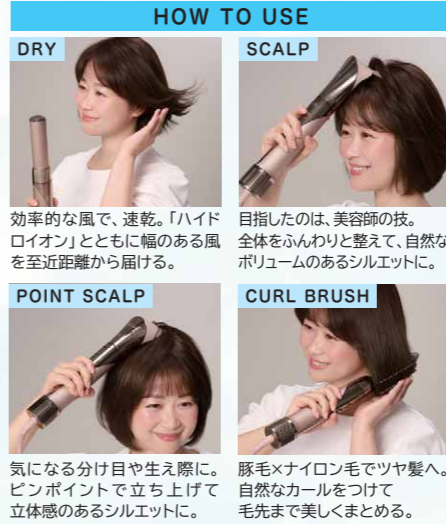 HOW TO USE
DRY
効率的な風で、速乾。「ハイド
ロイオン」とともに幅のある風
を至近距離から届ける。
SCALP
目指したのは、美容師の技。
全体をふんわりと整えて、自然な
ボリュームのあるシルエットに。
POINT SCALP
気になる分け目や生え際に。
ピンポイントで立ち上げて
立体感のあるシルエットに。
CURL BRUSH
豚毛×ナイロン毛でツヤ髪へ。
自然なカールをつけて
毛先まで美しくまとめる。